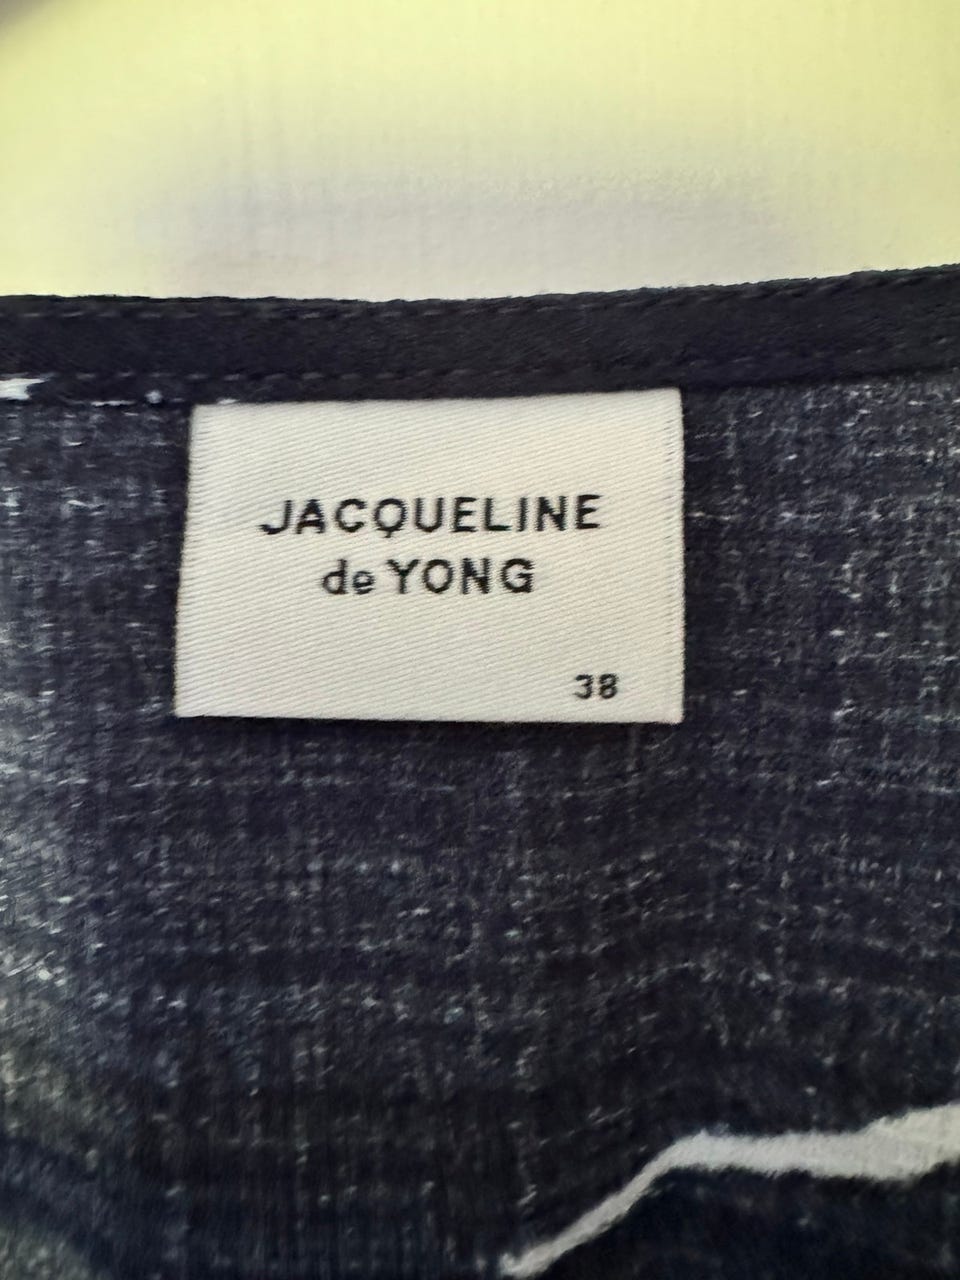 JACQUELINE
de YONG
38